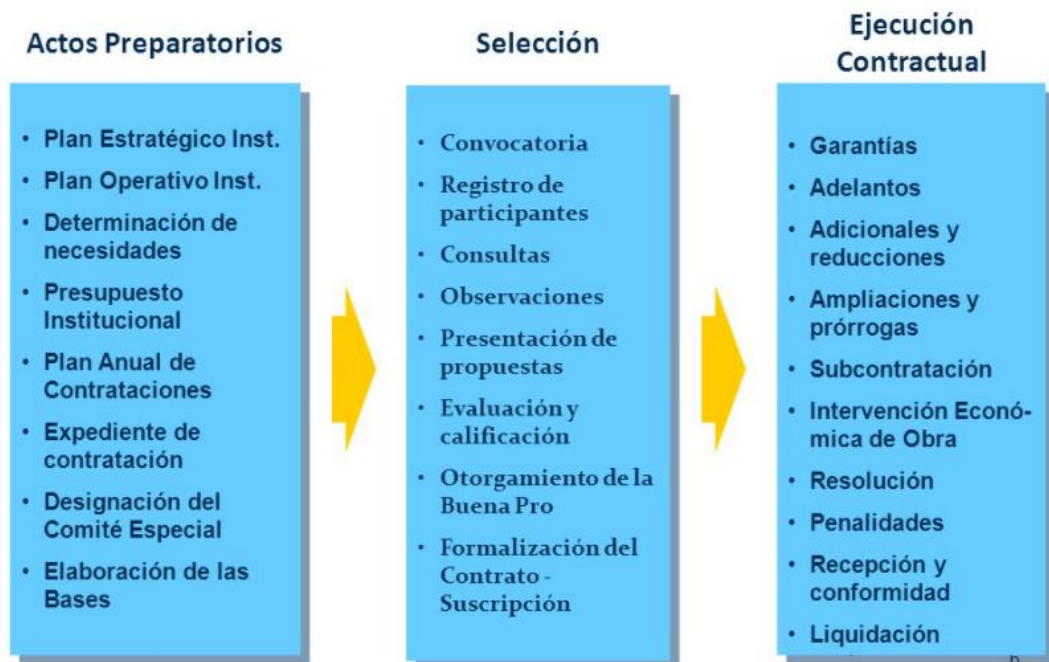 Actos Preparatorios
• Plan Estratégico Inst.
• Plan Operativo Inst.
• Determinación de
necesidades
• Presupuesto
Institucional
• Plan Anual de
Contrataciones
• Expediente de
contratación
• Designación del
Comité Especial
• Elaboración de las
Bases
Selección
• Convocatoria
• Registro de
participantes
• Consultas
• Observaciones
• Presentación de
propuestas
• Evaluación y
calificación
• Otorgamiento de la
Buena Pro
• Formalización del
Contrato -
Suscripción
Ejecución
Contractual
• Garantías
• Adelantos
• Adicionales y
reducciones
• Ampliaciones y
prórrogas
• Subcontratación
• Intervención Econó-
mica de Obra
• Resolución
• Penalidades
• Recepción y
conformidad
• Liquidación